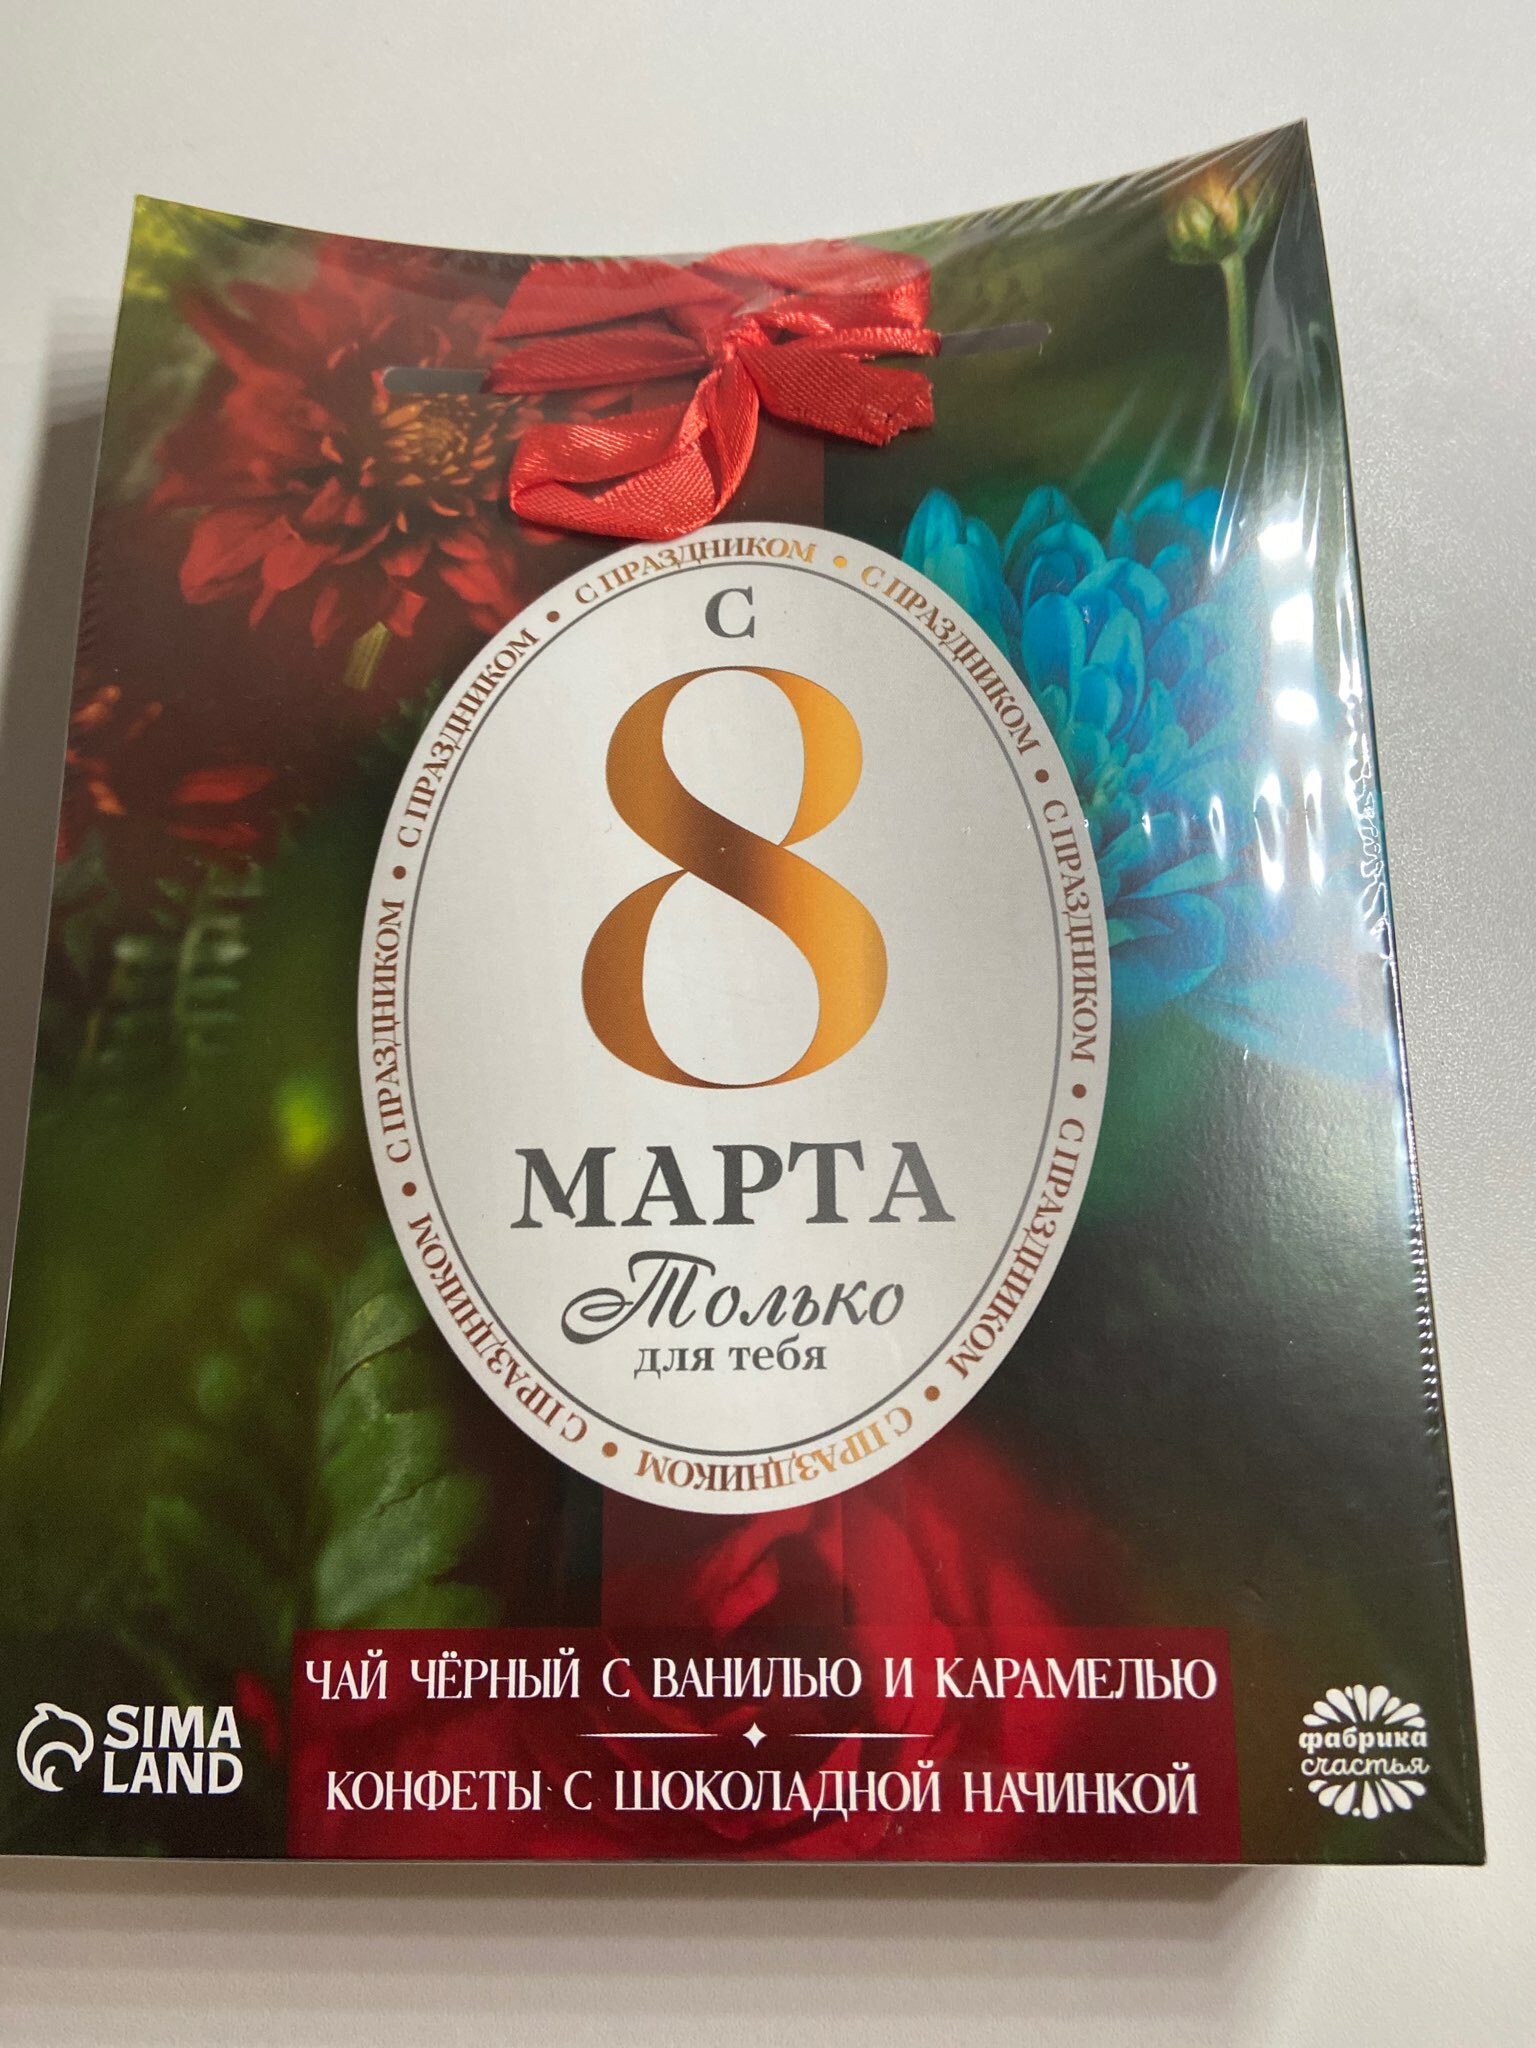 С ПРАЗДНИКОМ • С ПРАЗДНИКОМ • С ПРАЗДНИКОМ • С ПРАЗДНИКОМ • С ПРАЗДНИКОМ • С ПРАЗДНИКОМ • С ПРАЗДНИКОМ • С ПРАЗДНИКОМ •
С
8
МАРТА
Только
для тебя
ЧАЙ ЧЁРНЫЙ С ВАНИЛЬЮ И КАРАМЕЛЬЮ
КОНФЕТЫ С ШОКОЛАДНОЙ НАЧИНКОЙ
SIMA
LAND
фабрика
счастья